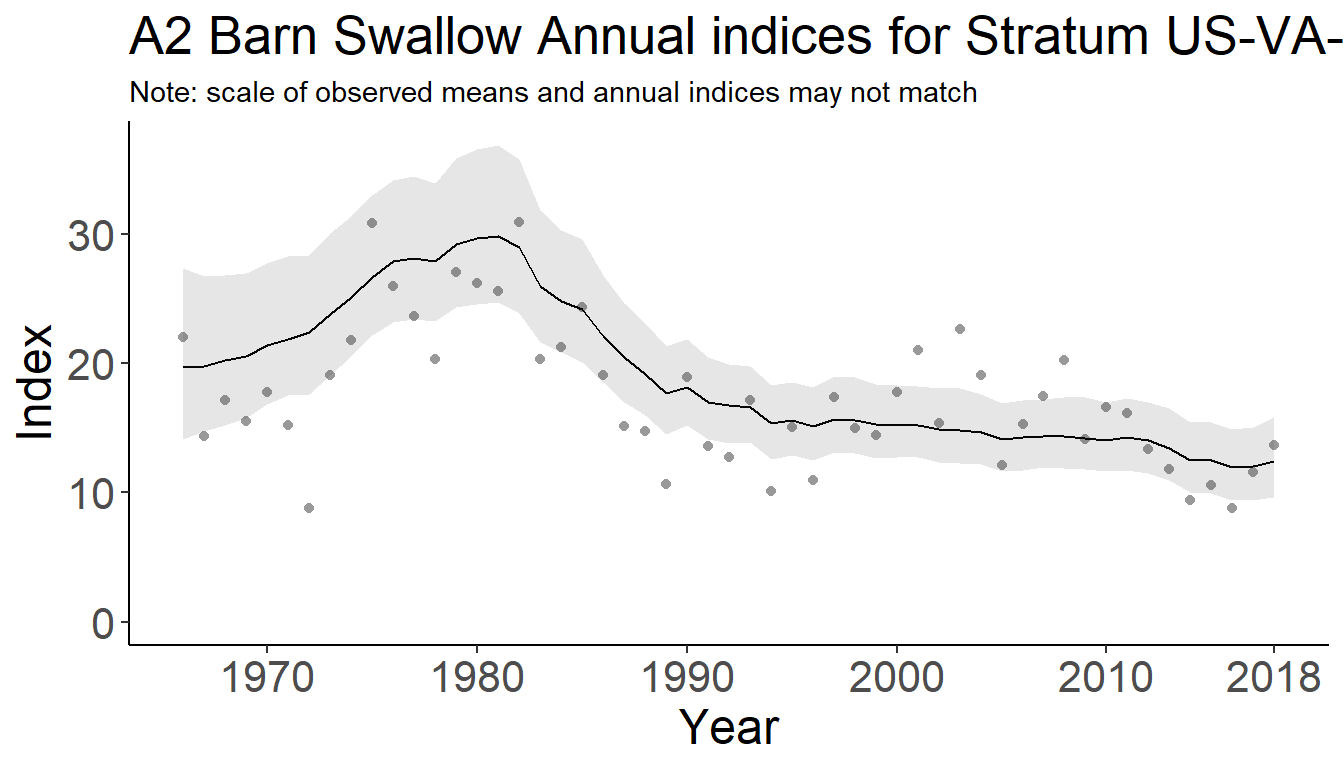 A2 Barn Swallow Annual indices for Stratum US-VA-
Note: scale of observed means and annual indices may not match
30
20
10
0
Index
1970 1980 1990 2000 2010 2018
Year